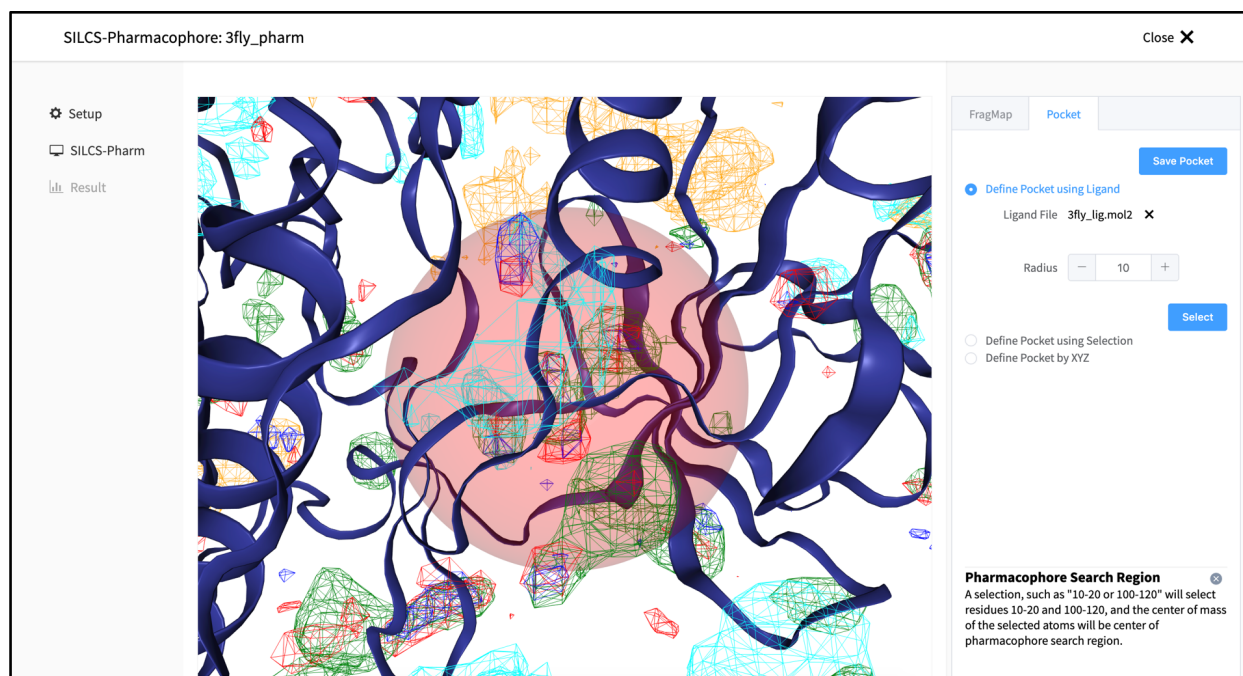 SILCS-Pharmacophore: 3fly_pharm
Close
Setup
SILCS-Pharm
Result
FragMap
Pocket
Save Pocket
Define Pocket using Ligand
Ligand File 3fly_lig.mol2
Radius
10
Select
Define Pocket using Selection
Define Pocket by XYZ
Pharmacophore Search Region
A selection, such as "10-20 or 100-120" will select
residues 10-20 and 100-120, and the center of mass
of the selected atoms will be center of
pharmacophore search region.